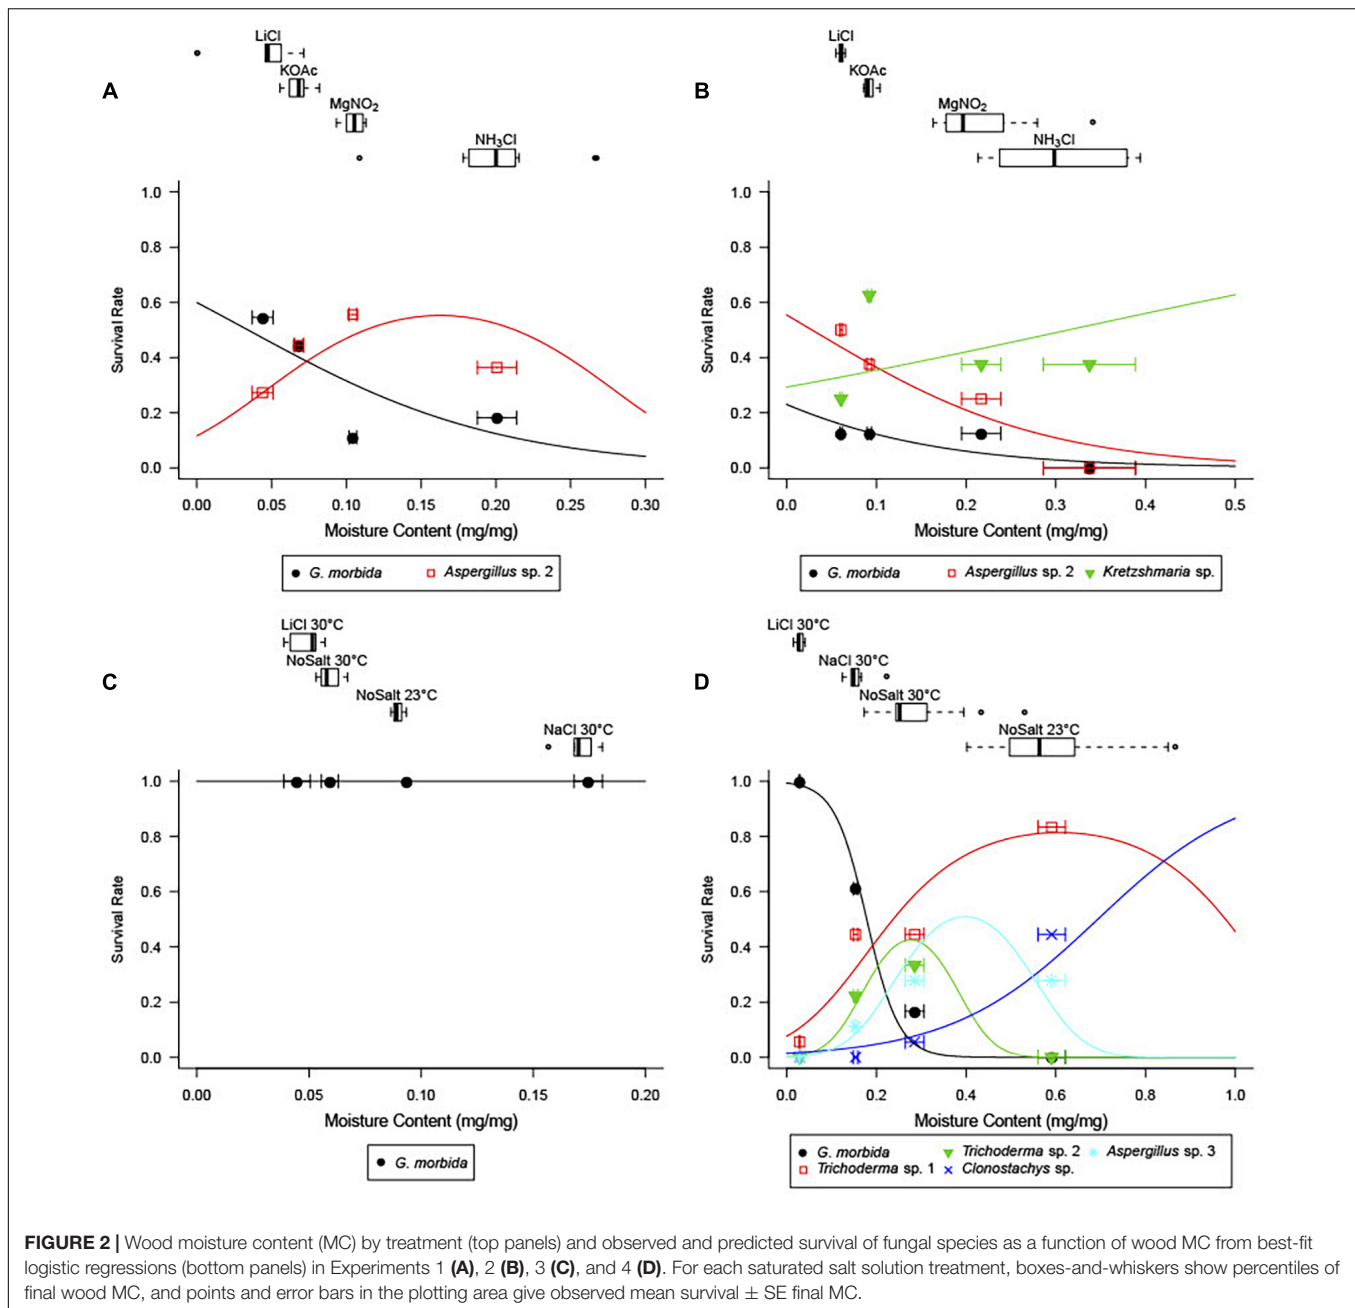 A
LiCl
KOAc
MgNO2
NH3Cl
1.0
0.8
0.6
0.4
0.2
0.0
Survival Rate
0.00 0.05 0.10 0.15 0.20 0.25 0.30
Moisture Content (mg/mg)
G. morbida Aspergillus sp. 2
B
LiCl
KOAc
MgNO2
NH3Cl
1.0
0.8
0.6
0.4
0.2
0.0
Survival Rate
0.0 0.1 0.2 0.3 0.4 0.5
Moisture Content (mg/mg)
G. morbida Aspergillus sp. 2 Kretzshmaria sp.
C
LiCl 30°C
NoSalt 30°C
NoSalt 23°C
NaCl 30°C
1.0
0.8
0.6
0.4
0.2
0.0
Survival Rate
0.00 0.05 0.10 0.15 0.20
Moisture Content (mg/mg)
G. morbida
D
LiCl 30°C
NaCl 30°C
NoSalt 30°C
NoSalt 23°C
1.0
0.8
0.6
0.4
0.2
0.0
Survival Rate
0.0 0.2 0.4 0.6 0.8 1.0
Moisture Content (mg/mg)
G. morbida Trichoderma sp. 2 Aspergillus sp. 3
Trichoderma sp. 1 Clonostachys sp.
FIGURE 2 | Wood moisture content (MC) by treatment (top panels) and observed and predicted survival of fungal species as a function of wood MC from best-fit
logistic regressions (bottom panels) in Experiments 1 (A), 2 (B), 3 (C), and 4 (D). For each saturated salt solution treatment, boxes-and-whiskers show percentiles of
final wood MC, and points and error bars in the plotting area give observed mean survival ± SE final MC.